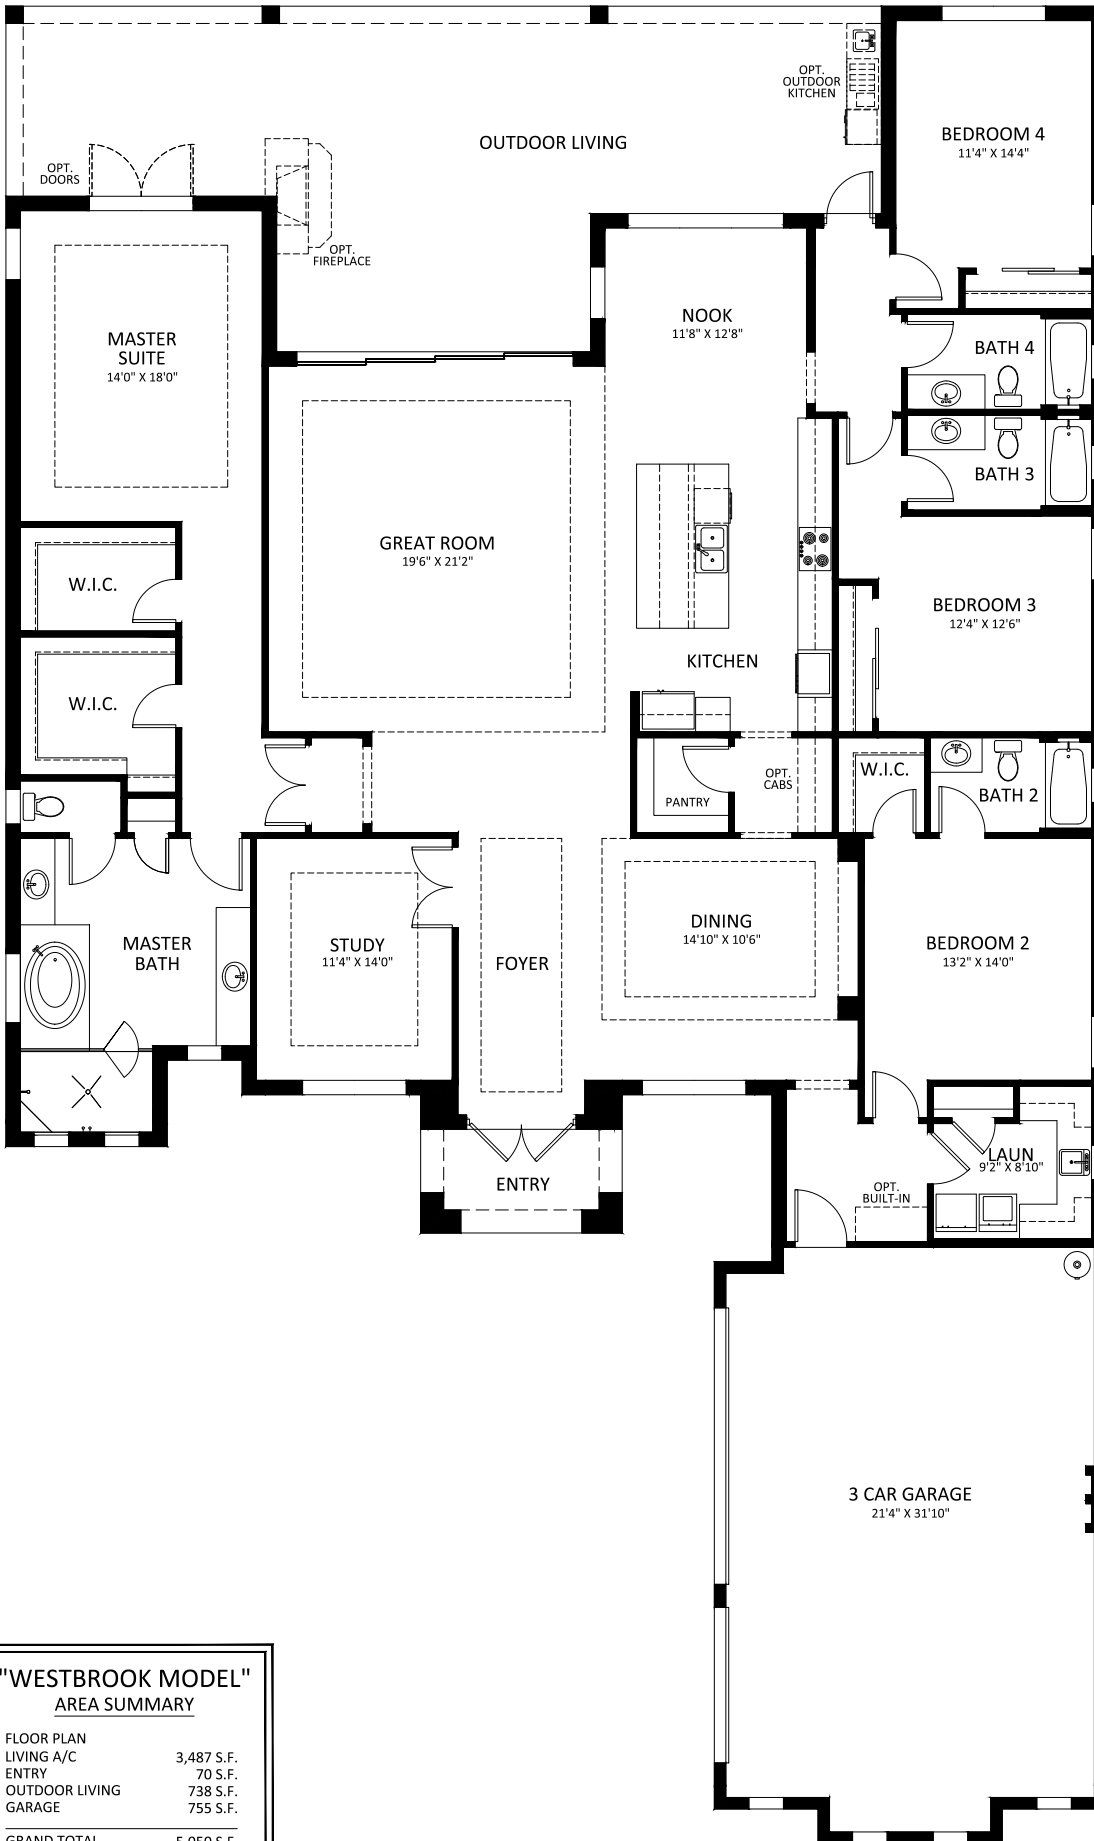 OPT.
OUTDOOR
KITCHEN
BEDROOM 4
11'4" X 14'4"
OUTDOOR LIVING
OPT.
DOORS
OPT.
FIREPLACE
NOOK
11'8" X 12'8"
MASTER
SUITE
14'0" X 18'0"
BATH 4
BATH 3
GREAT ROOM
19'6" X 21'2"
W.I.C.
BEDROOM 3
12'4" X 12'6"
KITCHEN
W.I.C.
PANTRY
OPT.
CABS
W.I.C.
BATH 2
MASTER
BATH
STUDY
11'4" X 14'0"
FOYER
DINING
14'10" X 10'6"
BEDROOM 2
13'2" X 14'0"
ENTRY
OPT.
BUILT-IN
LAUN
9'2" X 8'10"
3 CAR GARAGE
21'4" X 31'10"
"WESTBROOK MODEL"
AREA SUMMARY
FLOOR PLAN
LIVING A/C 3,487 S.F.
ENTRY 70 S.F.
OUTDOOR LIVING 738 S.F.
GARAGE 755 S.F.
GRAND TOTAL 5,050 S.F.